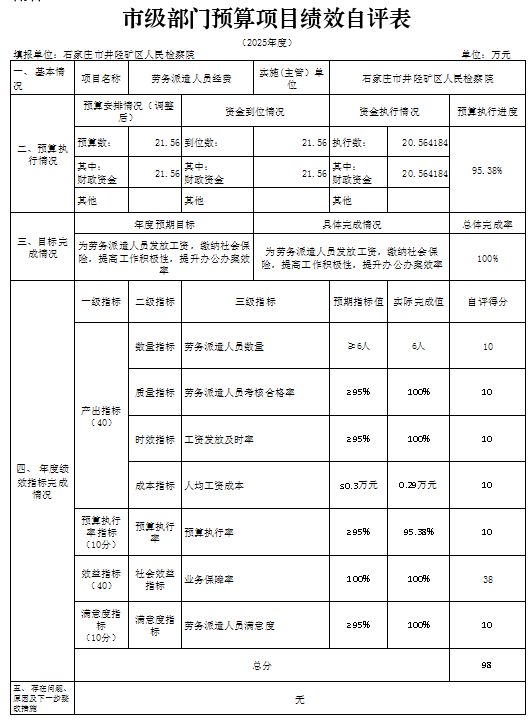 市级部门预算项目绩效自评表
（2025年度）
填报单位：石家庄市井陉矿区人民检察院 单位：万元
一、基本情况 项目名称 劳务派遣人员经费 实施(主管）单位 石家庄市井陉矿区人民检察院
二、预算执行情况 预算安排情况（调整后） 资金到位情况 资金执行情况 预算执行进度
预算数： 21.56 到位数： 21.56 执行数： 20.564184 95.38%
其中：财政资金 21.56 其中：财政资金 21.56 其中：财政资金 20.564184
其他 其他 其他
三、目标完成情况 年度预期目标 具体完成情况 总体完成率
为劳务派遣人员发放工资，缴纳社会保险，提高工作积极性，提升办公办案效率 为劳务派遣人员发放工资，缴纳社会保险，提高工作积极性，提升办公办案效率 100%
四、年度绩效指标完成情况 一级指标 二级指标 三级指标 预期指标值 实际完成值 自评得分
产出指标（40） 数量指标 劳务派遣人员数量 ≥6人 6人 10
质量指标 劳务派遣人员考核合格率 ≥95% 100% 10
时效指标 工资发放及时率 ≥95% 100% 10
成本指标 人均工资成本 ≤0.3万元 0.29万元 10
预算执行率指标（10分） 预算执行率 预算执行率 ≥95% 95.38% 10
效益指标（40） 社会效益指标 业务保障率 100% 100% 38
满意度指标（10分） 满意度指标 劳务派遣人员满意度 ≥95% 100% 10
总分 98
五、存在问题、原因及下一步整改措施 无